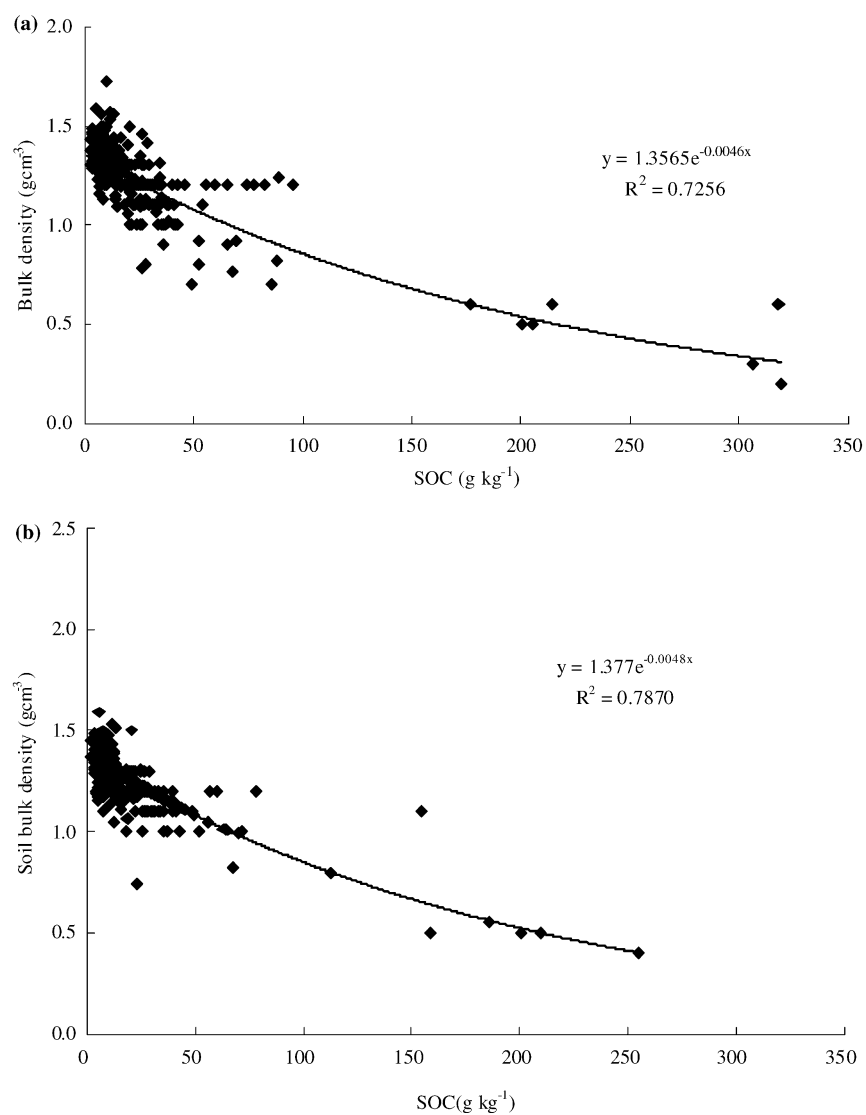 (a)
2.0
1.5
1.0
0.5
0.0
Bulk density (gcm-3)
y = 1.3565e-0.0046x
R2 = 0.7256
0 50 100 150 200 250 300 350
SOC (g kg-1)
(b)
2.5
2.0
1.5
1.0
0.5
0.0
Soil bulk density (gcm-3)
y = 1.377e-0.0048x
R2 = 0.7870
0 50 100 150 200 250 300 350
SOC(g kg-1)